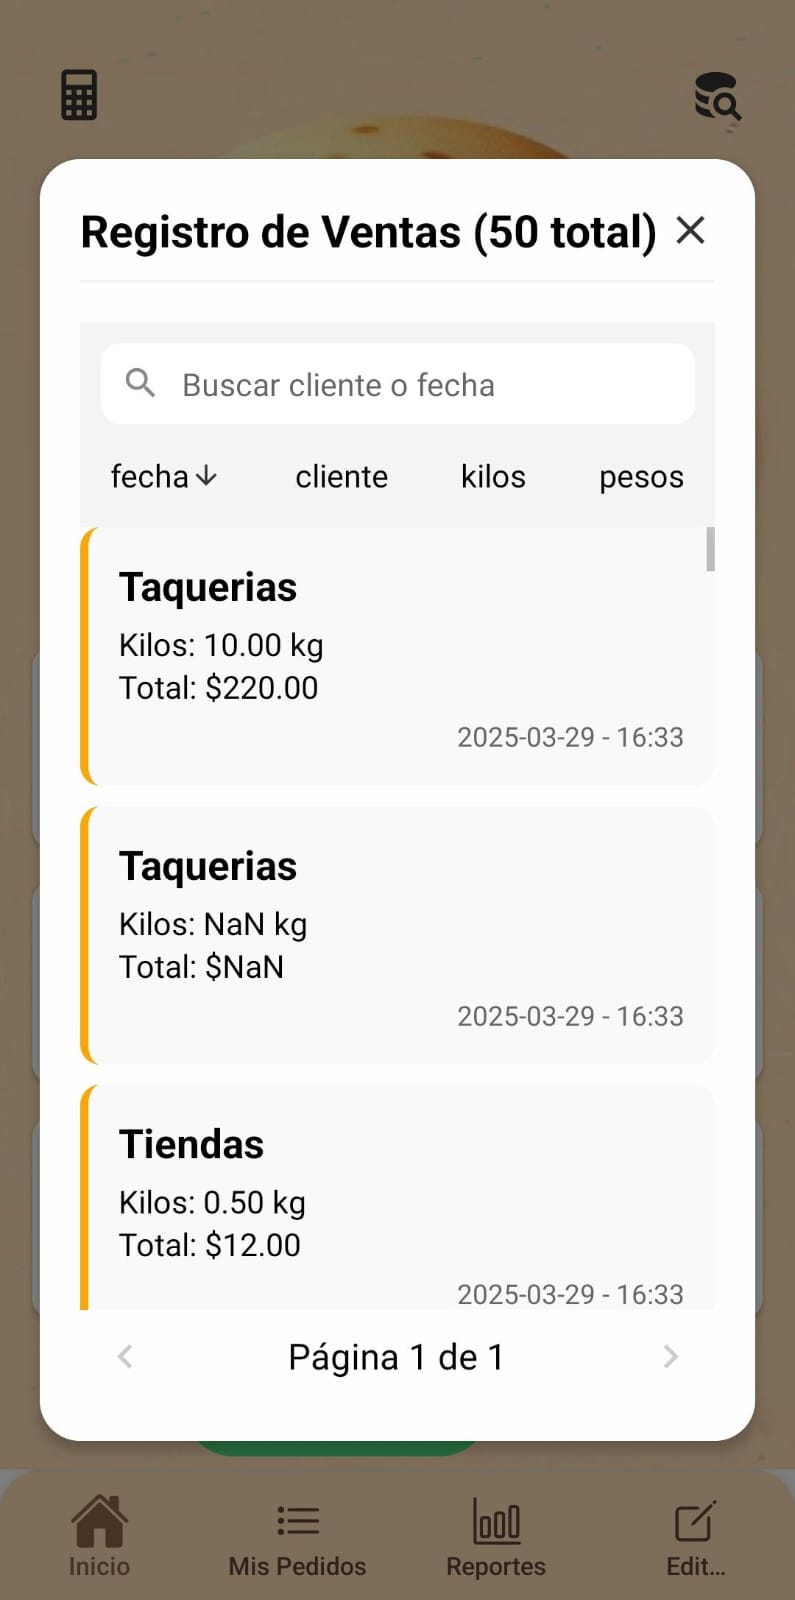 Registro de Ventas (50 total)
Buscar cliente o fecha
fecha cliente kilos pesos
Taquerias
Kilos: 10.00 kg
Total: $220.00
2025-03-29 - 16:33
Taquerias
Kilos: NaN kg
Total: $NaN
2025-03-29 - 16:33
Tiendas
Kilos: 0.50 kg
Total: $12.00
2025-03-29 - 16:33
Página 1 de 1
Inicio Mis Pedidos Reportes Edit...